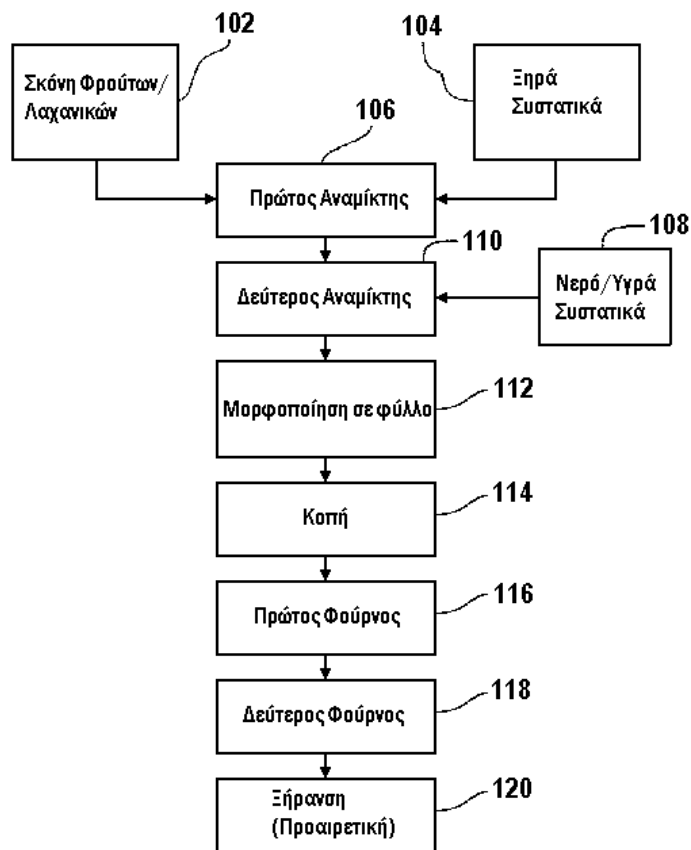 102
Σκόνη Φρούτων/
Λαχανικών
104
Ξηρά
Συστατικά
106
Πρώτος Αναμίκτης
110
Δεύτερος Αναμίκτης
108
Νερό/Υγρά
Συστατικά
112
Μορφοποίηση σε φύλλο
114
Κοπή
116
Πρώτος Φούρνος
118
Δεύτερος Φούρνος
120
Ξήρανση
(Προαιρετική)